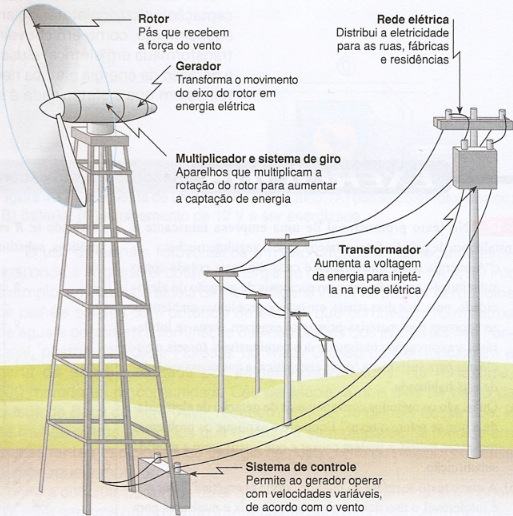 Rotor
Pás que recebem
a força do vento
Gerador
Transforma o movimento
do eixo do rotor em
energia elétrica
Multiplicador e sistema de giro
Aparelhos que multiplicam a
rotação do rotor para aumentar
a captação de energia
Rede elétrica
Distribui a eletricidade
para as ruas, fábricas
e residências
Transformador
Aumenta a voltagem
da energia para injetá-
la na rede elétrica
Sistema de controle
Permite ao gerador operar
com velocidades variáveis,
de acordo com o vento